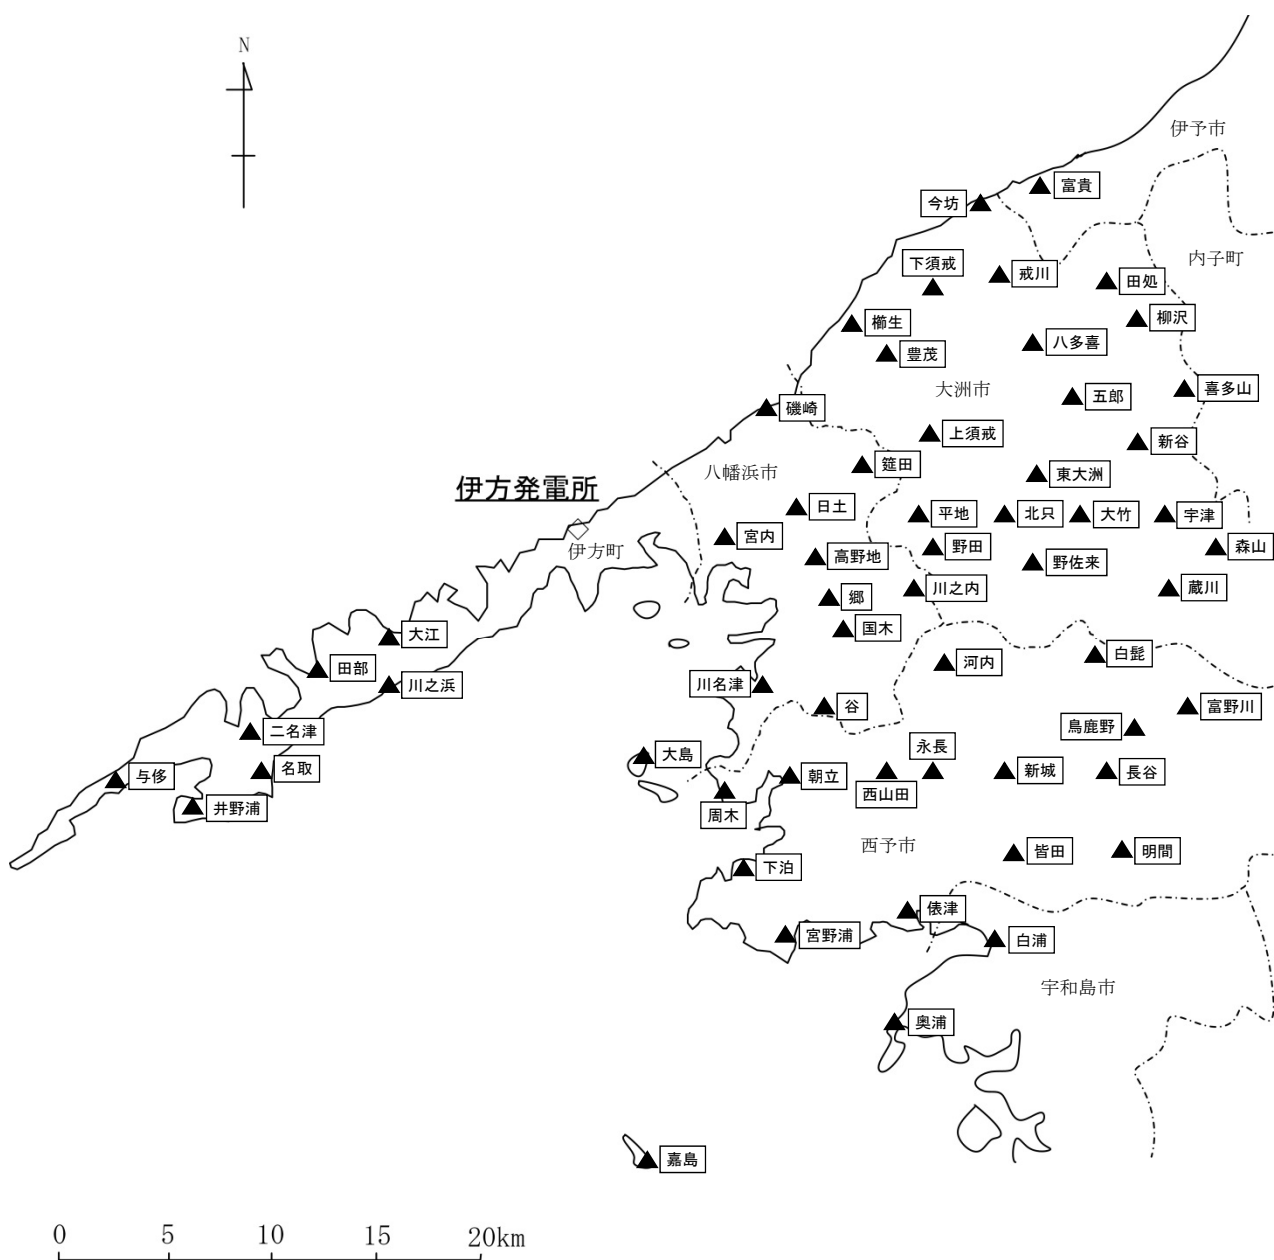 N
伊予市
富貴
今坊
内子町
下須戒
戒川
田処
櫛生
柳沢
豊茂
八多喜
大洲市
喜多山
五郎
磯崎
上須戒
新谷
八幡浜市
筵田
東大洲
伊方発電所
日土
平地
北只
大竹
宇津
伊方町
宮内
高野地
野田
森山
野佐来
川之内
蔵川
郷
国木
大江
白髭
河内
田部
川之浜
川名津
谷
富野川
鳥鹿野
二名津
永長
大島
名取
与侈
朝立
新城
長谷
西山田
井野浦
周木
西予市
皆田
明間
下泊
俵津
宮野浦
白浦
宇和島市
奥浦
嘉島
0 5 10 15 20km